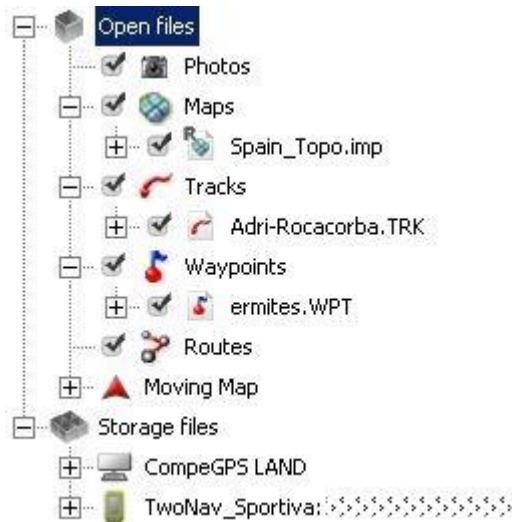 Open files
Photos
Maps
R
Spain_Topo.imp
Tracks
Adri-Rocacorba.TRK
Waypoints
ermites.WPT
Routes
Moving Map
Storage files
CompeGPS LAND
TwoNav_Sportiva: